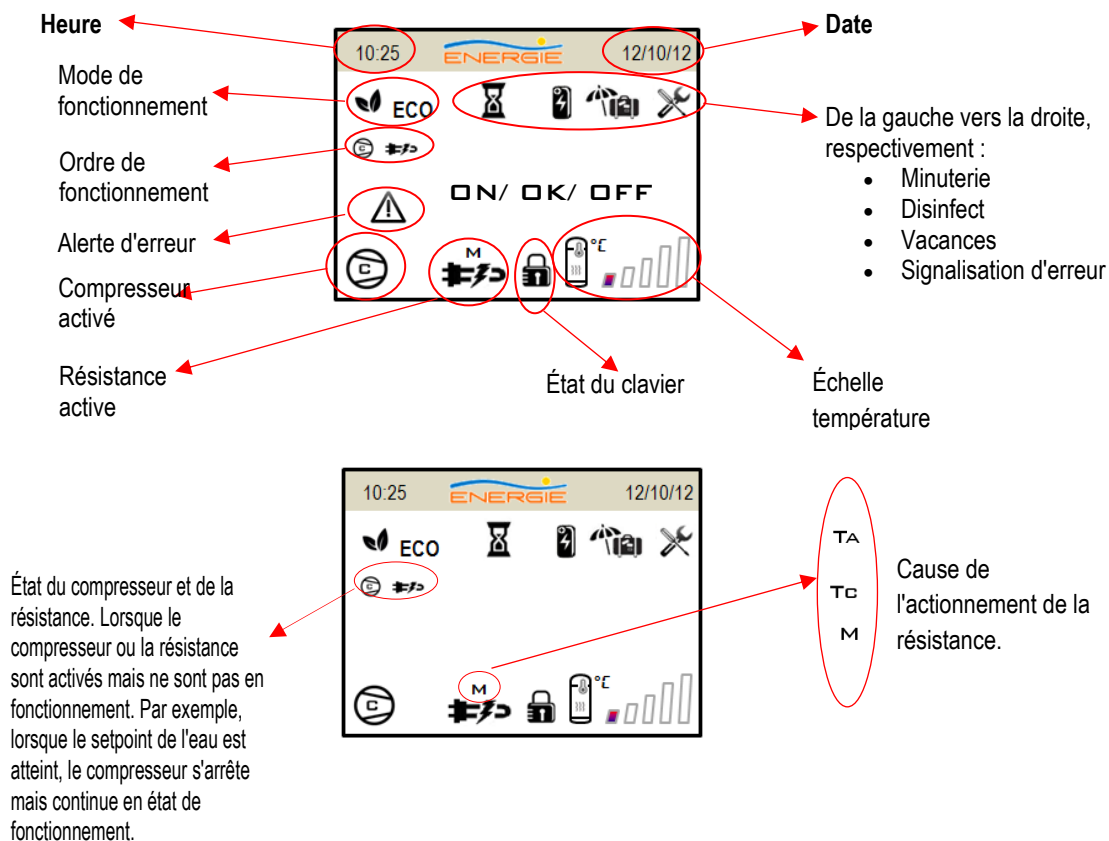 Heure
10:25
ENERGIE
12/10/12
Date
Mode de
fonctionnement
ECO
De la gauche vers la droite,
respectivement :
• Minuterie
• Disinfect
• Vacances
• Signalisation d'erreur
Ordre de
fonctionnement
C
ON/ OK/ OFF
Alerte d'erreur
C
M
°C
Compresseur
activé
Résistance
active
État du clavier
Échelle
température
10:25
ENERGIE
12/10/12
ECO
C
C
M
°C
État du compresseur et de la
résistance. Lorsque le
compresseur ou la résistance
sont activés mais ne sont pas en
fonctionnement. Par exemple,
lorsque le setpoint de l'eau est
atteint, le compresseur s'arrête
mais continue en état de
fonctionnement.
TA
TC
M
Cause de
l'actionnement de la
résistance.